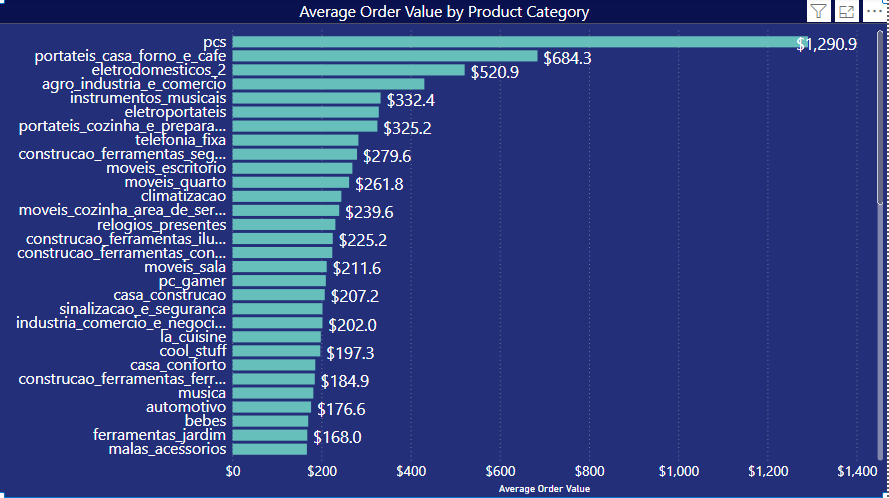 Average Order Value by Product Category
pcs $1,290.9
portateis_casa_forno_e_cafe $684.3
eletrodomesticos_2 $520.9
agro_industria_e_comercio
instrumentos_musicais $332.4
eletroportateis
portateis_cozinha_e_prepara... $325.2
telefonia_fixa
construcao_ferramentas_seg... $279.6
moveis_escritorio
moveis_quarto $261.8
climatizacao
moveis_cozinha_area_de_ser... $239.6
relogios_presentes
construcao_ferramentas_ilu... $225.2
construcao_ferramentas_con...
moveis_sala $211.6
pc_gamer
casa_construcao $207.2
sinalizacao_e_seguranca
industria_comercio_e_negoci... $202.0
la_cuisine
cool_stuff $197.3
casa_conforto
construcao_ferramentas_ferr... $184.9
musica
automotivo $176.6
bebes
ferramentas_jardim $168.0
malas_acessorios
$0 $200 $400 $600 $800 $1,000 $1,200 $1,400
Average Order Value